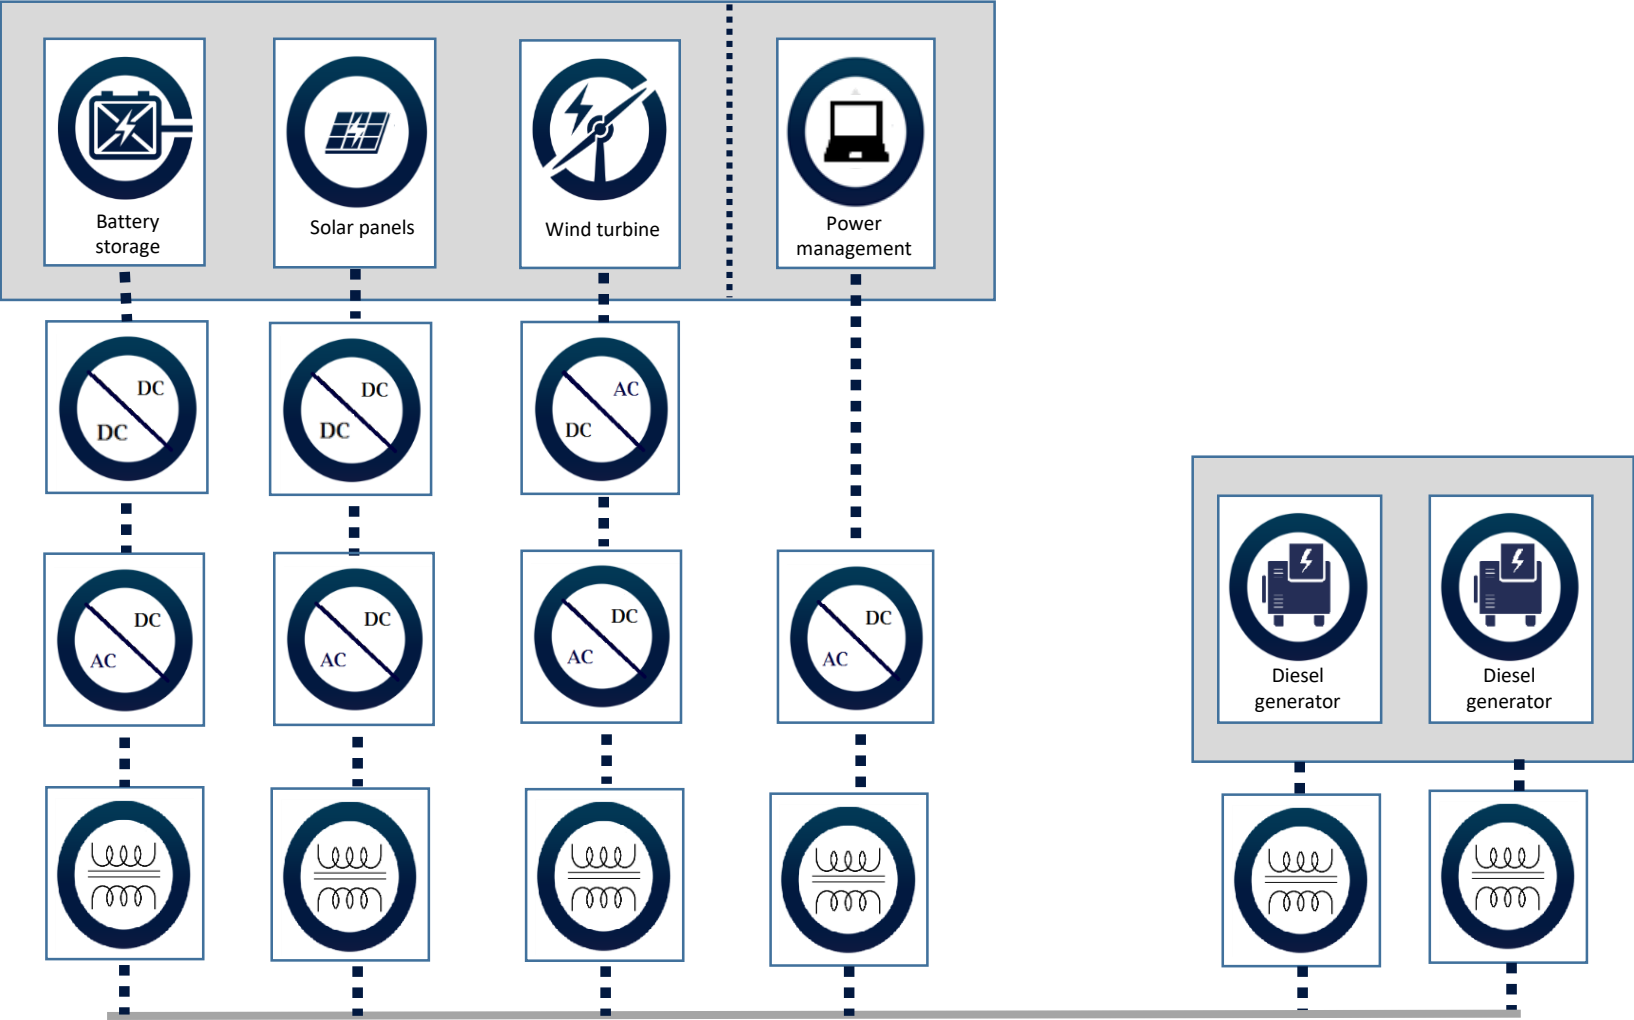 Battery
storage
Solar panels
Wind turbine
Power
management
DC
DC
DC
DC
AC
DC
DC
AC
DC
AC
DC
AC
DC
AC
Diesel
generator
Diesel
generator